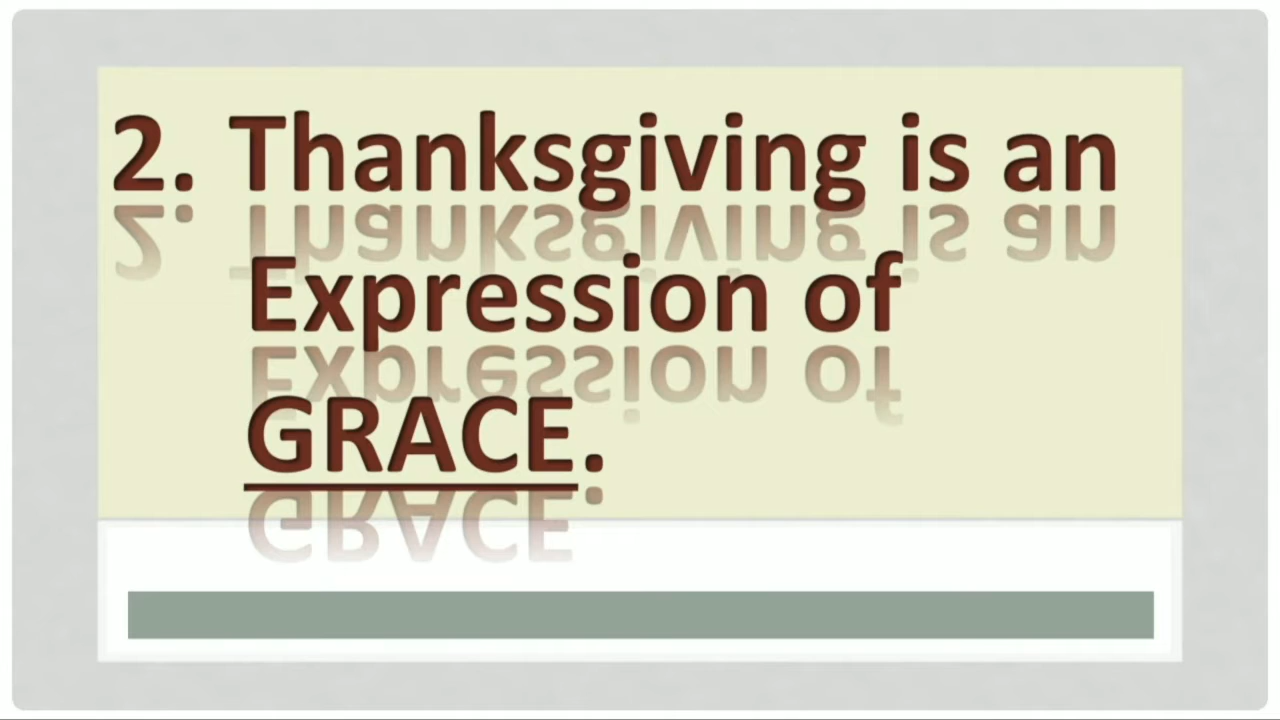 2. Thanksgiving is an
Expression of
GRACE.